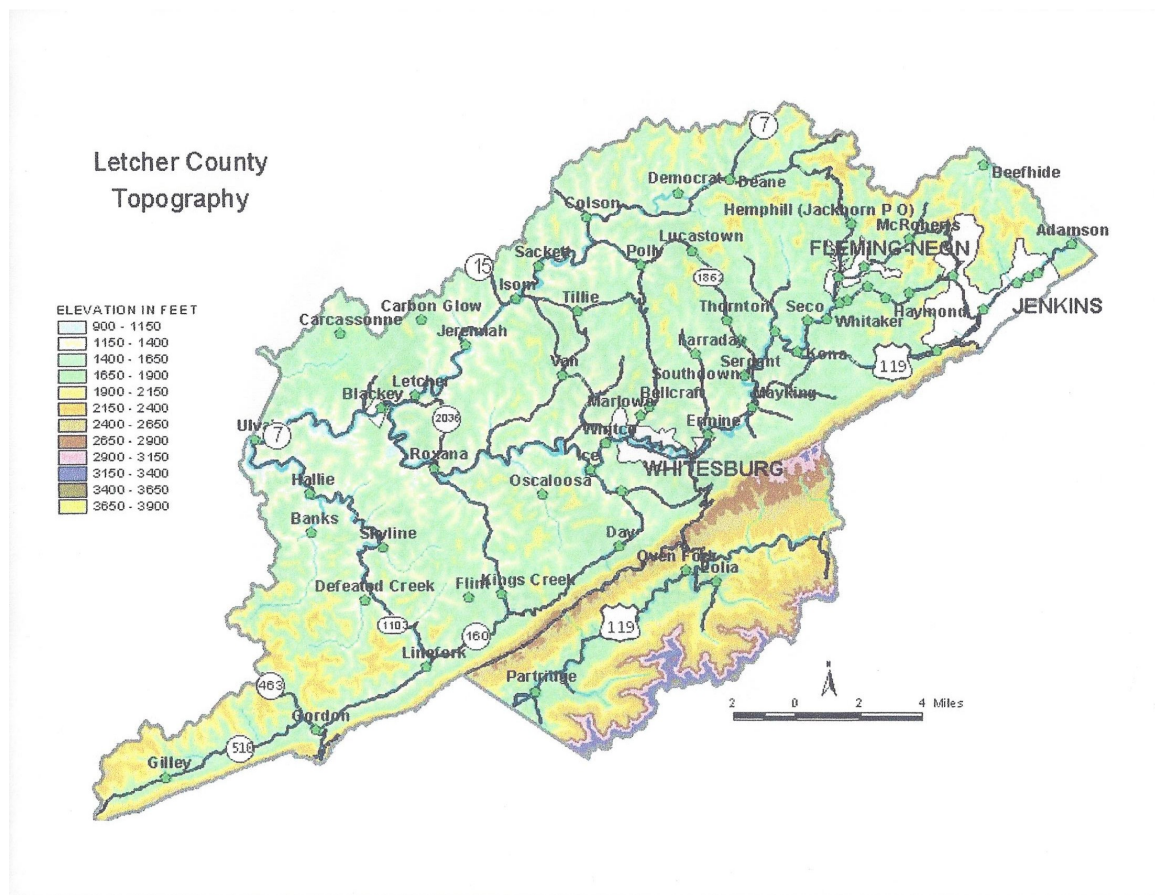 Letcher County
Topography
ELEVATION IN FEET
900 - 1150
1150 - 1400
1400 - 1650
1650 - 1900
1900 - 2150
2150 - 2400
2400 - 2650
2650 - 2900
2900 - 3150
3150 - 3400
3400 - 3650
3650 - 3900
7
Beefhide
Democrat
Deane
Colson
Hemphill (Jackhorn P O)
McRoberts
Adamson
Lucastown
FLEMING-NEON
Sackett
Polly
15
1862
Isom
Tillie
Carbon Glow
Thornton
Seco
Haymond
JENKINS
Carcassonne
Whitaker
Jeremiah
Farraday
Kona
Van
Southdown
Sergent
119
Letcher
Blackey
Marlowe
Bellcraft
Mayking
2036
Ermine
Ulvah
7
Whitco
Roxana
Ice
WHITESBURG
Hallie
Oscaloosa
Banks
Skyline
Day
Oven Fork
Eolia
Defeated Creek
Flint
Kings Creek
1103
160
119
Linefork
Partridge
463
Gordon
510
Gilley
N
2 0 2 4 Miles